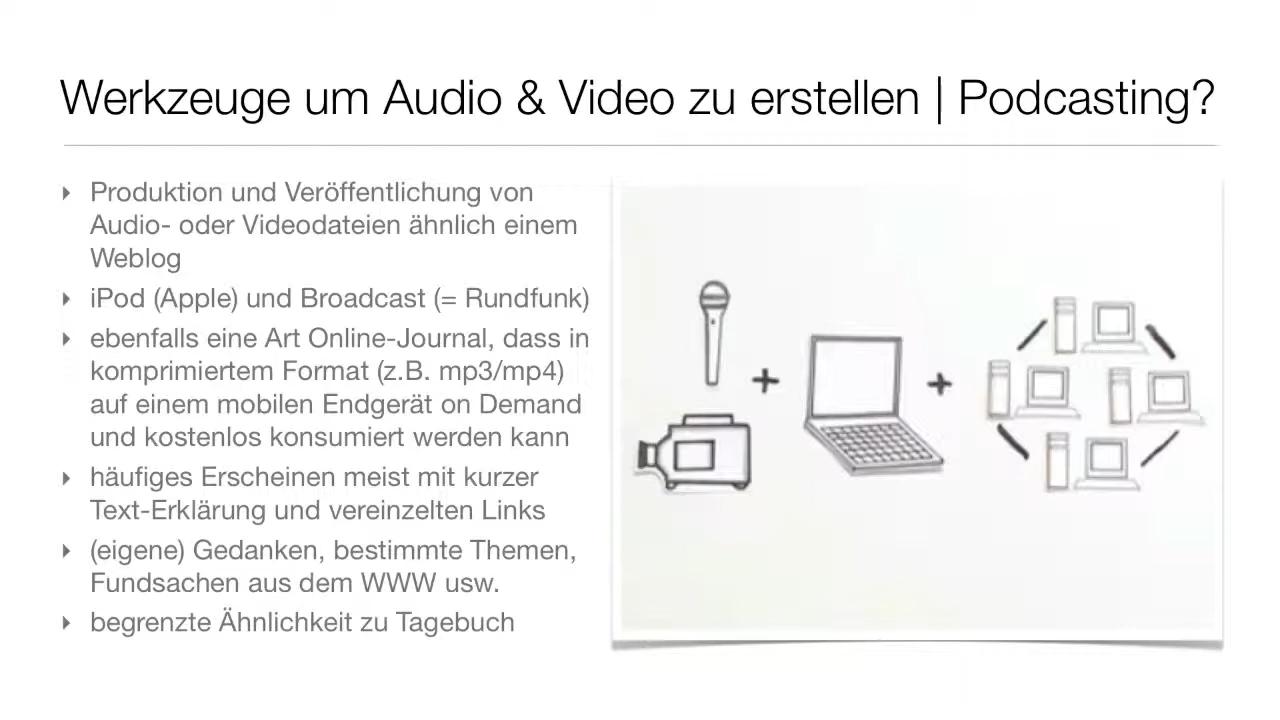 Werkzeuge um Audio & Video zu erstellen | Podcasting?
‣ Produktion und Veröffentlichung von
Audio- oder Videodateien ähnlich einem
Weblog
‣ iPod (Apple) und Broadcast (= Rundfunk)
‣ ebenfalls eine Art Online-Journal, dass in
komprimiertem Format (z.B. mp3/mp4)
auf einem mobilen Endgerät on Demand
und kostenlos konsumiert werden kann
‣ häufiges Erscheinen meist mit kurzer
Text-Erklärung und vereinzelten Links
‣ (eigene) Gedanken, bestimmte Themen,
Fundsachen aus dem WWW usw.
‣ begrenzte Ähnlichkeit zu Tagebuch